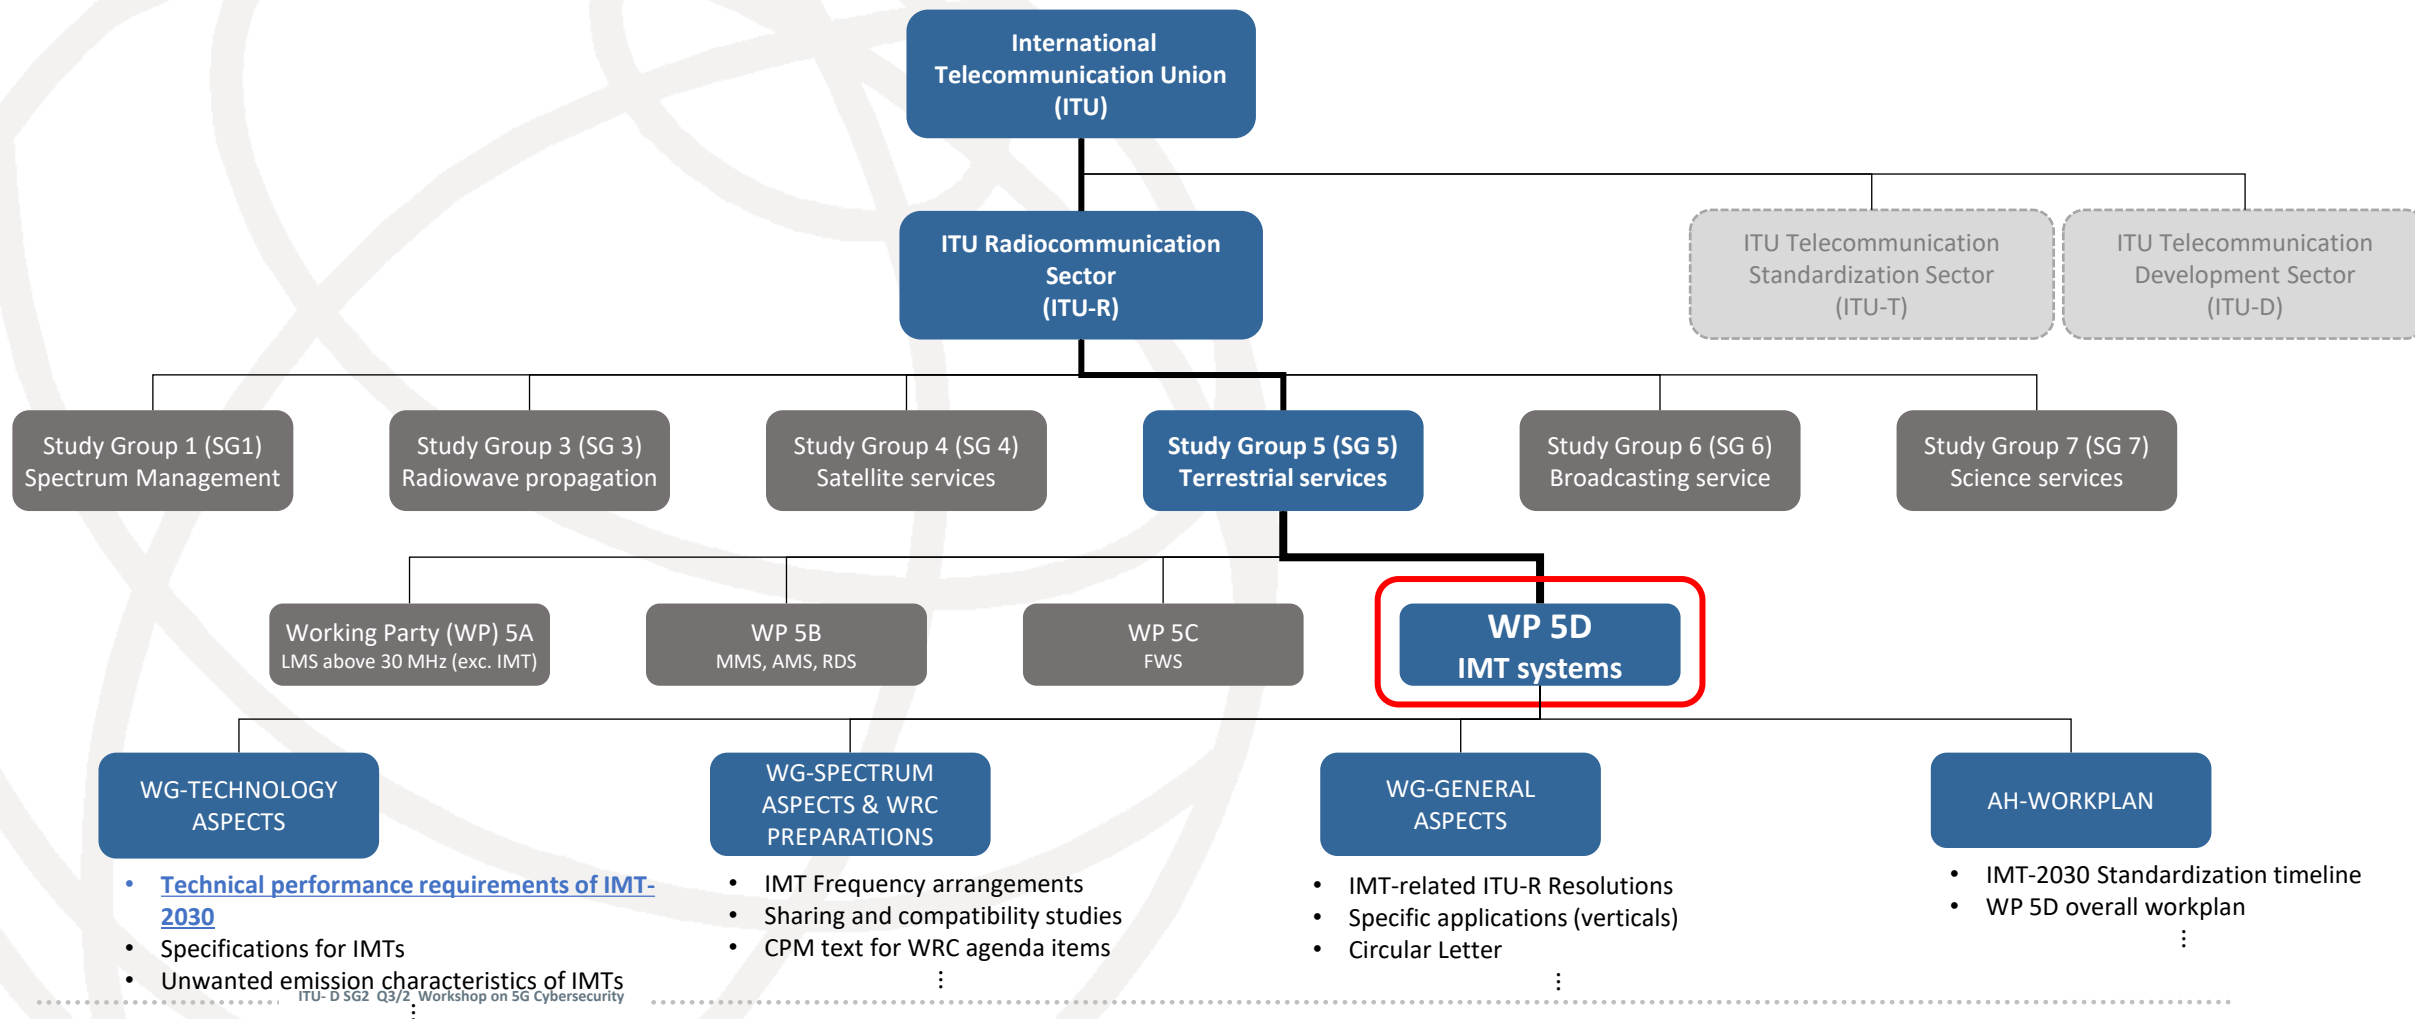 International
Telecommunication Union
(ITU)
ITU Radiocommunication
Sector
(ITU-R)
ITU Telecommunication
Standardization Sector
(ITU-T)
ITU Telecommunication
Development Sector
(ITU-D)
Study Group 1 (SG1)
Spectrum Management
Study Group 3 (SG 3)
Radiowave propagation
Study Group 4 (SG 4)
Satellite services
Study Group 5 (SG 5)
Terrestrial services
Study Group 6 (SG 6)
Broadcasting service
Study Group 7 (SG 7)
Science services
Working Party (WP) 5A
LMS above 30 MHz (exc. IMT)
WP 5B
MMS, AMS, RDS
WP 5C
FWS
WP 5D
IMT systems
WG-TECHNOLOGY
ASPECTS
• Technical performance requirements of IMT-
2030
• Specifications for IMTs
• Unwanted emission characteristics of IMTs
⋮
WG-SPECTRUM
ASPECTS & WRC
PREPARATIONS
• IMT Frequency arrangements
• Sharing and compatibility studies
• CPM text for WRC agenda items
⋮
WG-GENERAL
ASPECTS
• IMT-related ITU-R Resolutions
• Specific applications (verticals)
• Circular Letter
⋮
AH-WORKPLAN
• IMT-2030 Standardization timeline
• WP 5D overall workplan
⋮
ITU- D SG2 Q3/2 Workshop on 5G Cybersecurity